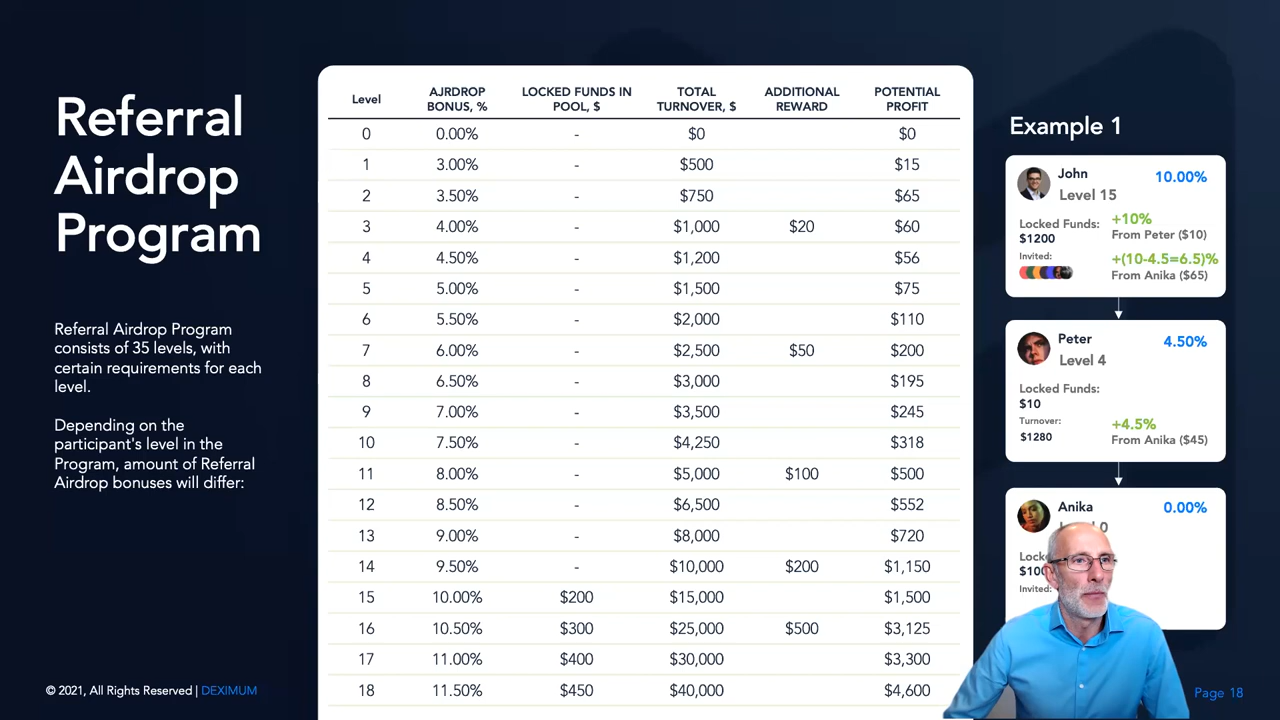 Referral
Airdrop
Program
Referral Airdrop Program
consists of 35 levels, with
certain requirements for each
level.
Depending on the
participant's level in the
Program, amount of Referral
Airdrop bonuses will differ:
© 2021, All Rights Reserved | DEXIMUM
Level AJRDROP BONUS, % LOCKED FUNDS IN POOL, $ TOTAL TURNOVER, $ ADDITIONAL REWARD POTENTIAL PROFIT
0 0.00% - $0 $0
1 3.00% - $500 $15
2 3.50% - $750 $65
3 4.00% - $1,000 $20 $60
4 4.50% - $1,200 $56
5 5.00% - $1,500 $75
6 5.50% - $2,000 $110
7 6.00% - $2,500 $50 $200
8 6.50% - $3,000 $195
9 7.00% - $3,500 $245
10 7.50% - $4,250 $318
11 8.00% - $5,000 $100 $500
12 8.50% - $6,500 $552
13 9.00% - $8,000 $720
14 9.50% - $10,000 $200 $1,150
15 10.00% $200 $15,000 $1,500
16 10.50% $300 $25,000 $500 $3,125
17 11.00% $400 $30,000 $3,300
18 11.50% $450 $40,000 $4,600
Example 1
John 10.00%
Level 15
Locked Funds: +10%
$1200 From Peter ($10)
Invited: +(10-4.5=6.5)%
From Anika ($65)
Peter 4.50%
Level 4
Locked Funds:
$10
Turnover: +4.5%
$1280 From Anika ($45)
Anika 0.00%
0
Invited:
Page 18